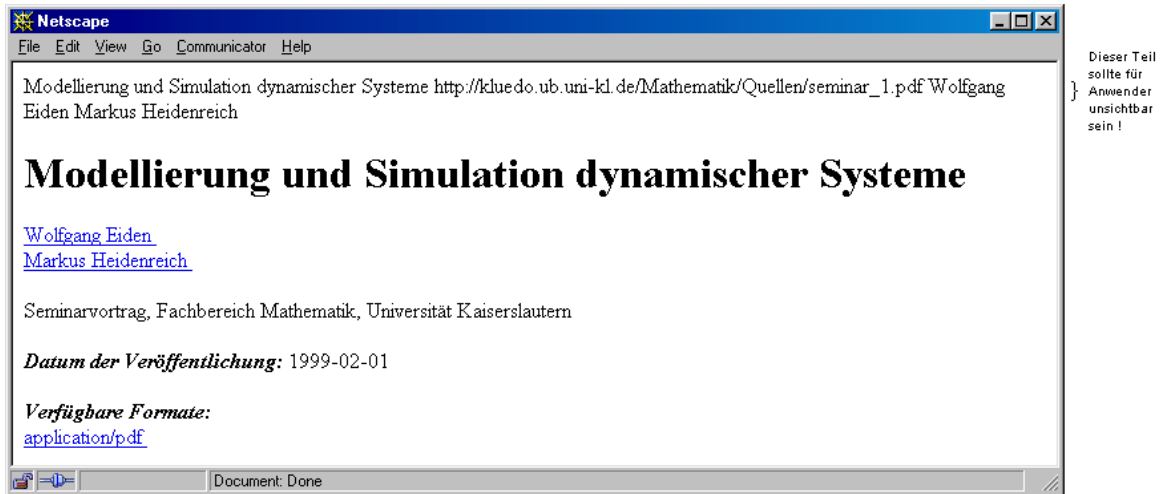 Netscape
File Edit View Go Communicator Help
Modellierung und Simulation dynamischer Systeme http://kluedo.ub.uni-kl.de/Mathematik/Quellen/seminar_1.pdf Wolfgang
Eiden Markus Heidenreich
Modellierung und Simulation dynamischer Systeme
Wolfgang Eiden
Markus Heidenreich
Seminarvortrag, Fachbereich Mathematik, Universität Kaiserslautern
Datum der Veröffentlichung: 1999-02-01
Verfügbare Formate:
application/pdf
Document: Done
Dieser Teil
sollte für
} Anwender
unsichtbar
sein !